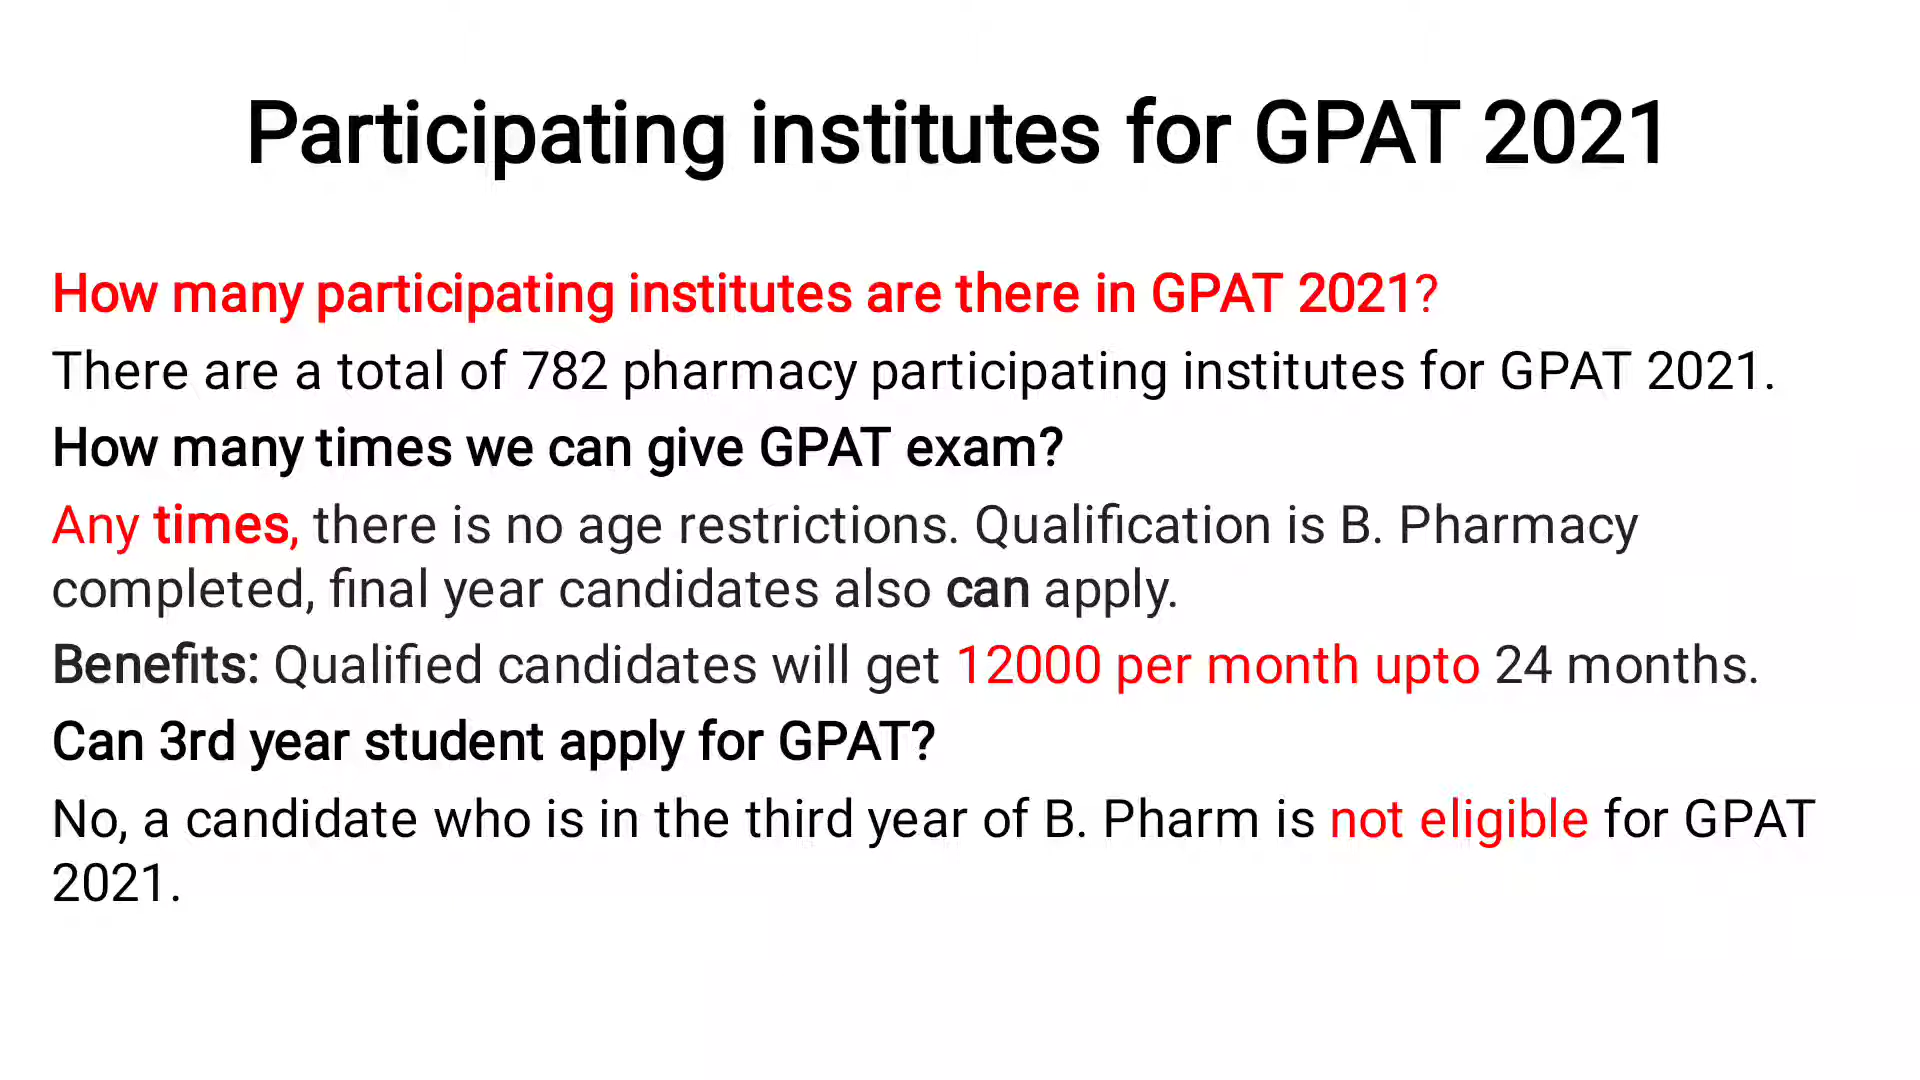 Participating institutes for GPAT 2021
How many participating institutes are there in GPAT 2021?
There are a total of 782 pharmacy participating institutes for GPAT 2021.
How many times we can give GPAT exam?
Any times, there is no age restrictions. Qualification is B. Pharmacy
completed, final year candidates also can apply.
Benefits: Qualified candidates will get 12000 per month upto 24 months.
Can 3rd year student apply for GPAT?
No, a candidate who is in the third year of B. Pharm is not eligible for GPAT
2021.